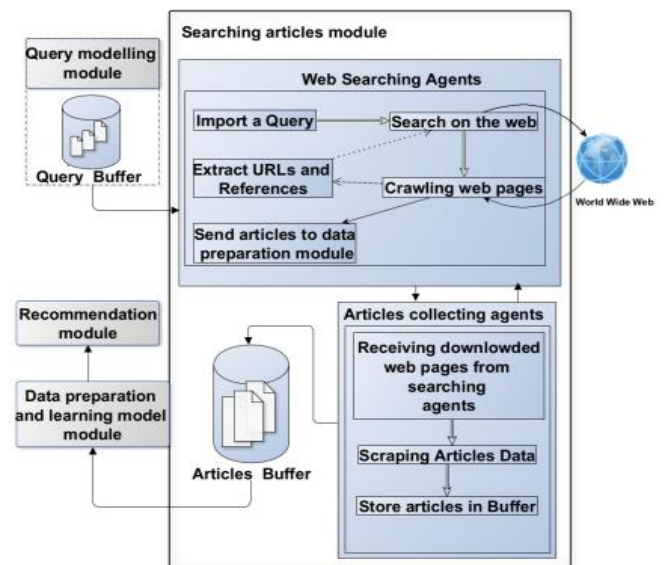 Searching articles module
Query modelling
module
Query Buffer
Web Searching Agents
Import a Query
Search on the web
Extract URLs and
References
Crawling web pages
Send articles to data
preparation module
World Wide Web
Articles collecting agents
Receiving downlowded
web pages from
searching
agents
Scraping Articles Data
Store articles in Buffer
Articles Buffer
Recommendation
module
Data preparation
and learning model
module